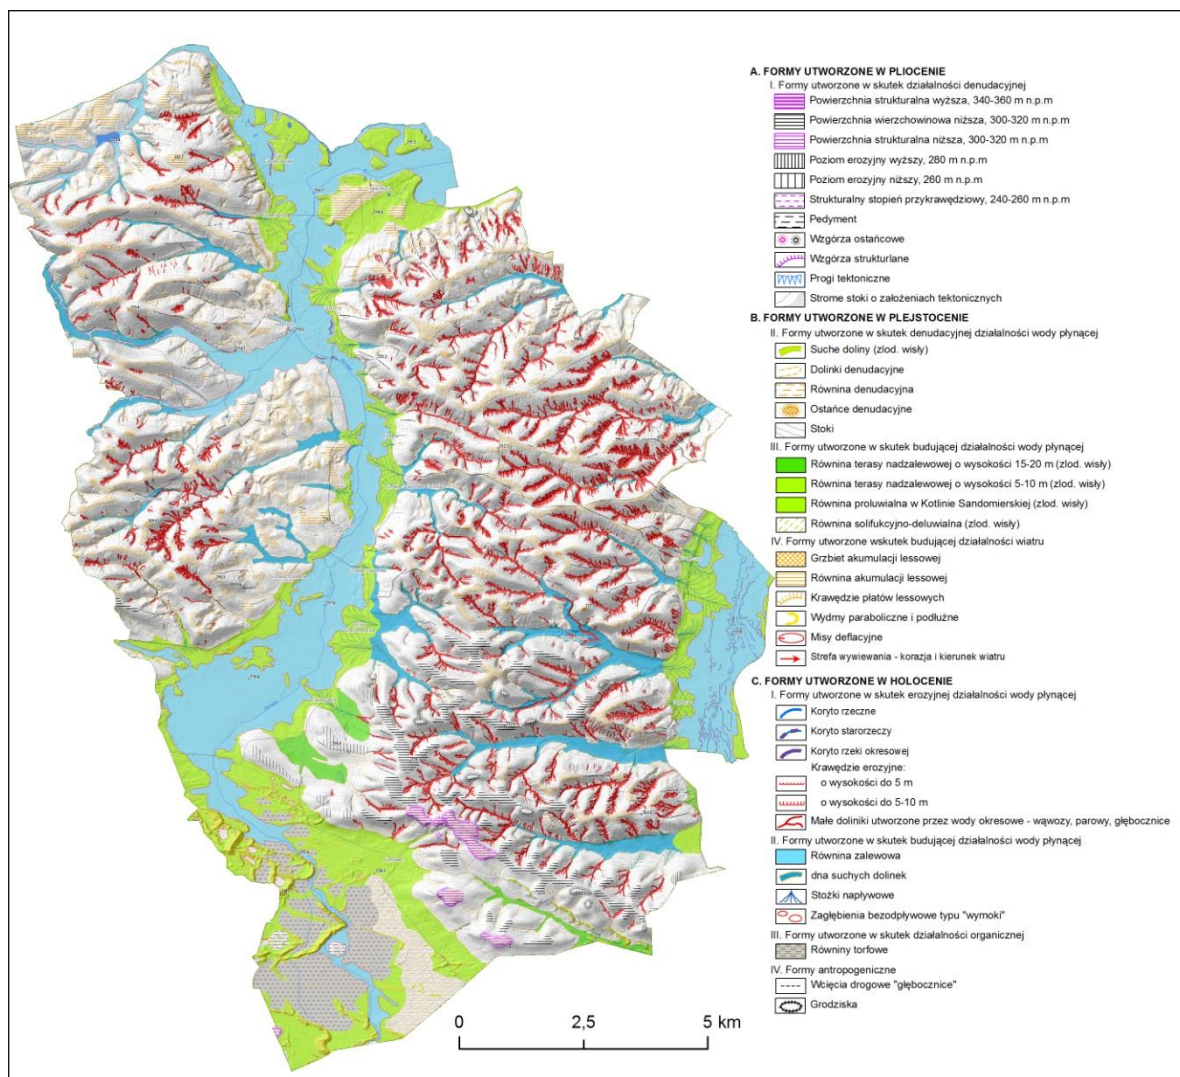 A. FORMY UTWORZONE W PLIOCENIE
I. Formy utworzone w skutek działalności denudacyjnej
Powierzchnia strukturalna wyższa, 340-360 m n.p.m
Powierzchnia wierzchowinowa niższa, 300-320 m n.p.m
Powierzchnia strukturalna niższa, 300-320 m n.p.m
Poziom erozyjny wyższy, 280 m n.p.m
Poziom erozyjny niższy, 260 m n.p.m
Strukturalny stopień przykrawędziowy, 240-260 m n.p.m
Pedyment
Wzgórza ostańcowe
Wzgórza strukturlane
Progi tektoniczne
Strome stoki o założeniach tektonicznych
B. FORMY UTWORZONE W PLEJSTOCENIE
II. Formy utworzone w skutek denudacyjnej działalności wody płynącej
Suche doliny (zlod. wisły)
Dolinki denudacyjne
Równina denudacyjna
Ostańce denudacyjne
Stoki
III. Formy utworzone w skutek budującej działalności wody płynącej
Równina terasy nadzalewowej o wysokości 15-20 m (zlod. wisły)
Równina terasy nadzalewowej o wysokości 5-10 m (zlod. wisły)
Równina proluwialna w Kotlinie Sandomierskiej (zlod. wisły)
Równina solifukcyjno-deluwialna (zlod. wisły)
IV. Formy utworzone wskutek budującej działalności wiatru
Grzbiet akumulacji lessowej
Równina akumulacji lessowej
Krawędzie płatów lessowych
Wydmy paraboliczne i podłużne
Misy deflacyjne
Strefa wywiewania - korazja i kierunek wiatru
C. FORMY UTWORZONE W HOLOCENIE
I. Formy utworzone w skutek erozyjnej działalności wody płynącej
Koryto rzeczne
Koryto starorzeczy
Koryto rzeki okresowej
Krawędzie erozyjne:
o wysokości do 5 m
o wysokości do 5-10 m
Małe doliniki utworzone przez wody okresowe - wąwozy, parowy, głębocznice
II. Formy utworzone w skutek budującej działalności wody płynącej
Równina zalewowa
dna suchych dolinek
Stożki napływowe
Zagłębienia bezodpływowe typu "wymoki"
III. Formy utworzone w skutek działalności organicznej
Równiny torfowe
IV. Formy antropogeniczne
Wcięcia drogowe "głębocznice"
Grodziska
0 2,5 5 km